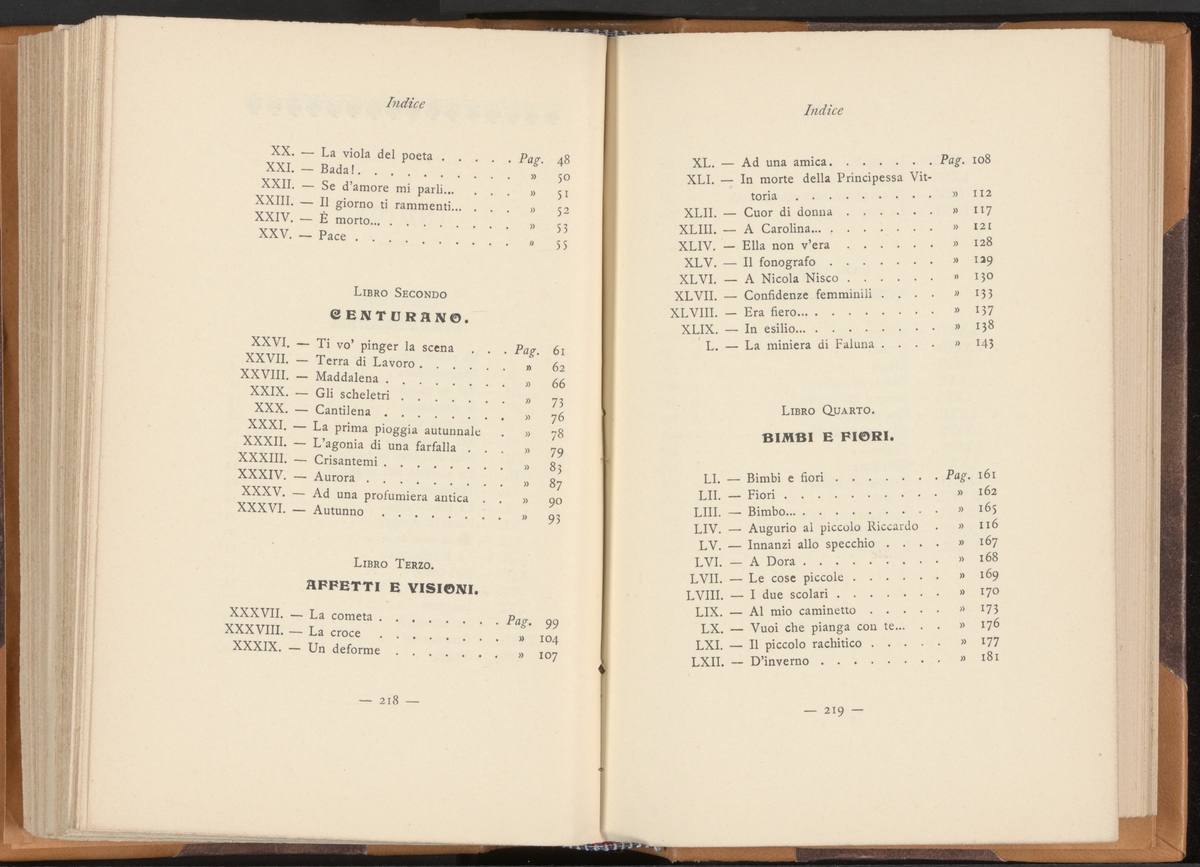 Indice
XX. — La viola del poeta . . . . . Pag. 48
XXI. — Bada! . . . . . . . . . . » 50
XXII. — Se d'amore mi parli... . . . » 51
XXIII. — Il giorno ti rammenti... . . . » 52
XXIV. — È morto... . . . . . . . . » 53
XXV. — Pace . . . . . . . . . . » 55
Libro Secondo
CENTURANO.
XXVI. — Ti vo' pinger la scena . . . Pag. 61
XXVII. — Terra di Lavoro . . . . . . » 62
XXVIII. — Maddalena . . . . . . . . » 66
XXIX. — Gli scheletri . . . . . . . » 73
XXX. — Cantilena . . . . . . . . » 76
XXXI. — La prima pioggia autunnale . » 78
XXXII. — L'agonia di una farfalla . . . » 79
XXXIII. — Crisantemi . . . . . . . . » 83
XXXIV. — Aurora . . . . . . . . . » 87
XXXV. — Ad una profumiera antica . . » 90
XXXVI. — Autunno . . . . . . . . » 93
Libro Terzo.
AFFETTI E VISIONI.
XXXVII. — La cometa . . . . . . . . Pag. 99
XXXVIII. — La croce . . . . . . . . » 104
XXXIX. — Un deforme . . . . . . . » 107
— 218 —
Indice
XL. — Ad una amica . . . . . . . Pag. 108
XLI. — In morte della Principessa Vit-
toria . . . . . . . . . » 112
XLII. — Cuor di donna . . . . . . » 117
XLIII. — A Carolina... . . . . . . . » 121
XLIV. — Ella non v'era . . . . . . » 128
XLV. — Il fonografo . . . . . . . » 129
XLVI. — A Nicola Nisco . . . . . . » 130
XLVII. — Confidenze femminili . . . . » 133
XLVIII. — Era fiero... . . . . . . . . » 137
XLIX. — In esilio... . . . . . . . . » 138
L. — La miniera di Faluna . . . . » 143
Libro Quarto.
BIMBI E FIORI.
LI. — Bimbi e fiori . . . . . . . Pag. 161
LII. — Fiori . . . . . . . . . . » 162
LIII. — Bimbo... . . . . . . . . . » 165
LIV. — Augurio al piccolo Riccardo . » 116
LV. — Innanzi allo specchio . . . . » 167
LVI. — A Dora . . . . . . . . . » 168
LVII. — Le cose piccole . . . . . . » 169
LVIII. — I due scolari . . . . . . . » 170
LIX. — Al mio caminetto . . . . . » 173
LX. — Vuoi che pianga con te... . . » 176
LXI. — Il piccolo rachitico . . . . . » 177
LXII. — D'inverno . . . . . . . . » 181
— 219 —